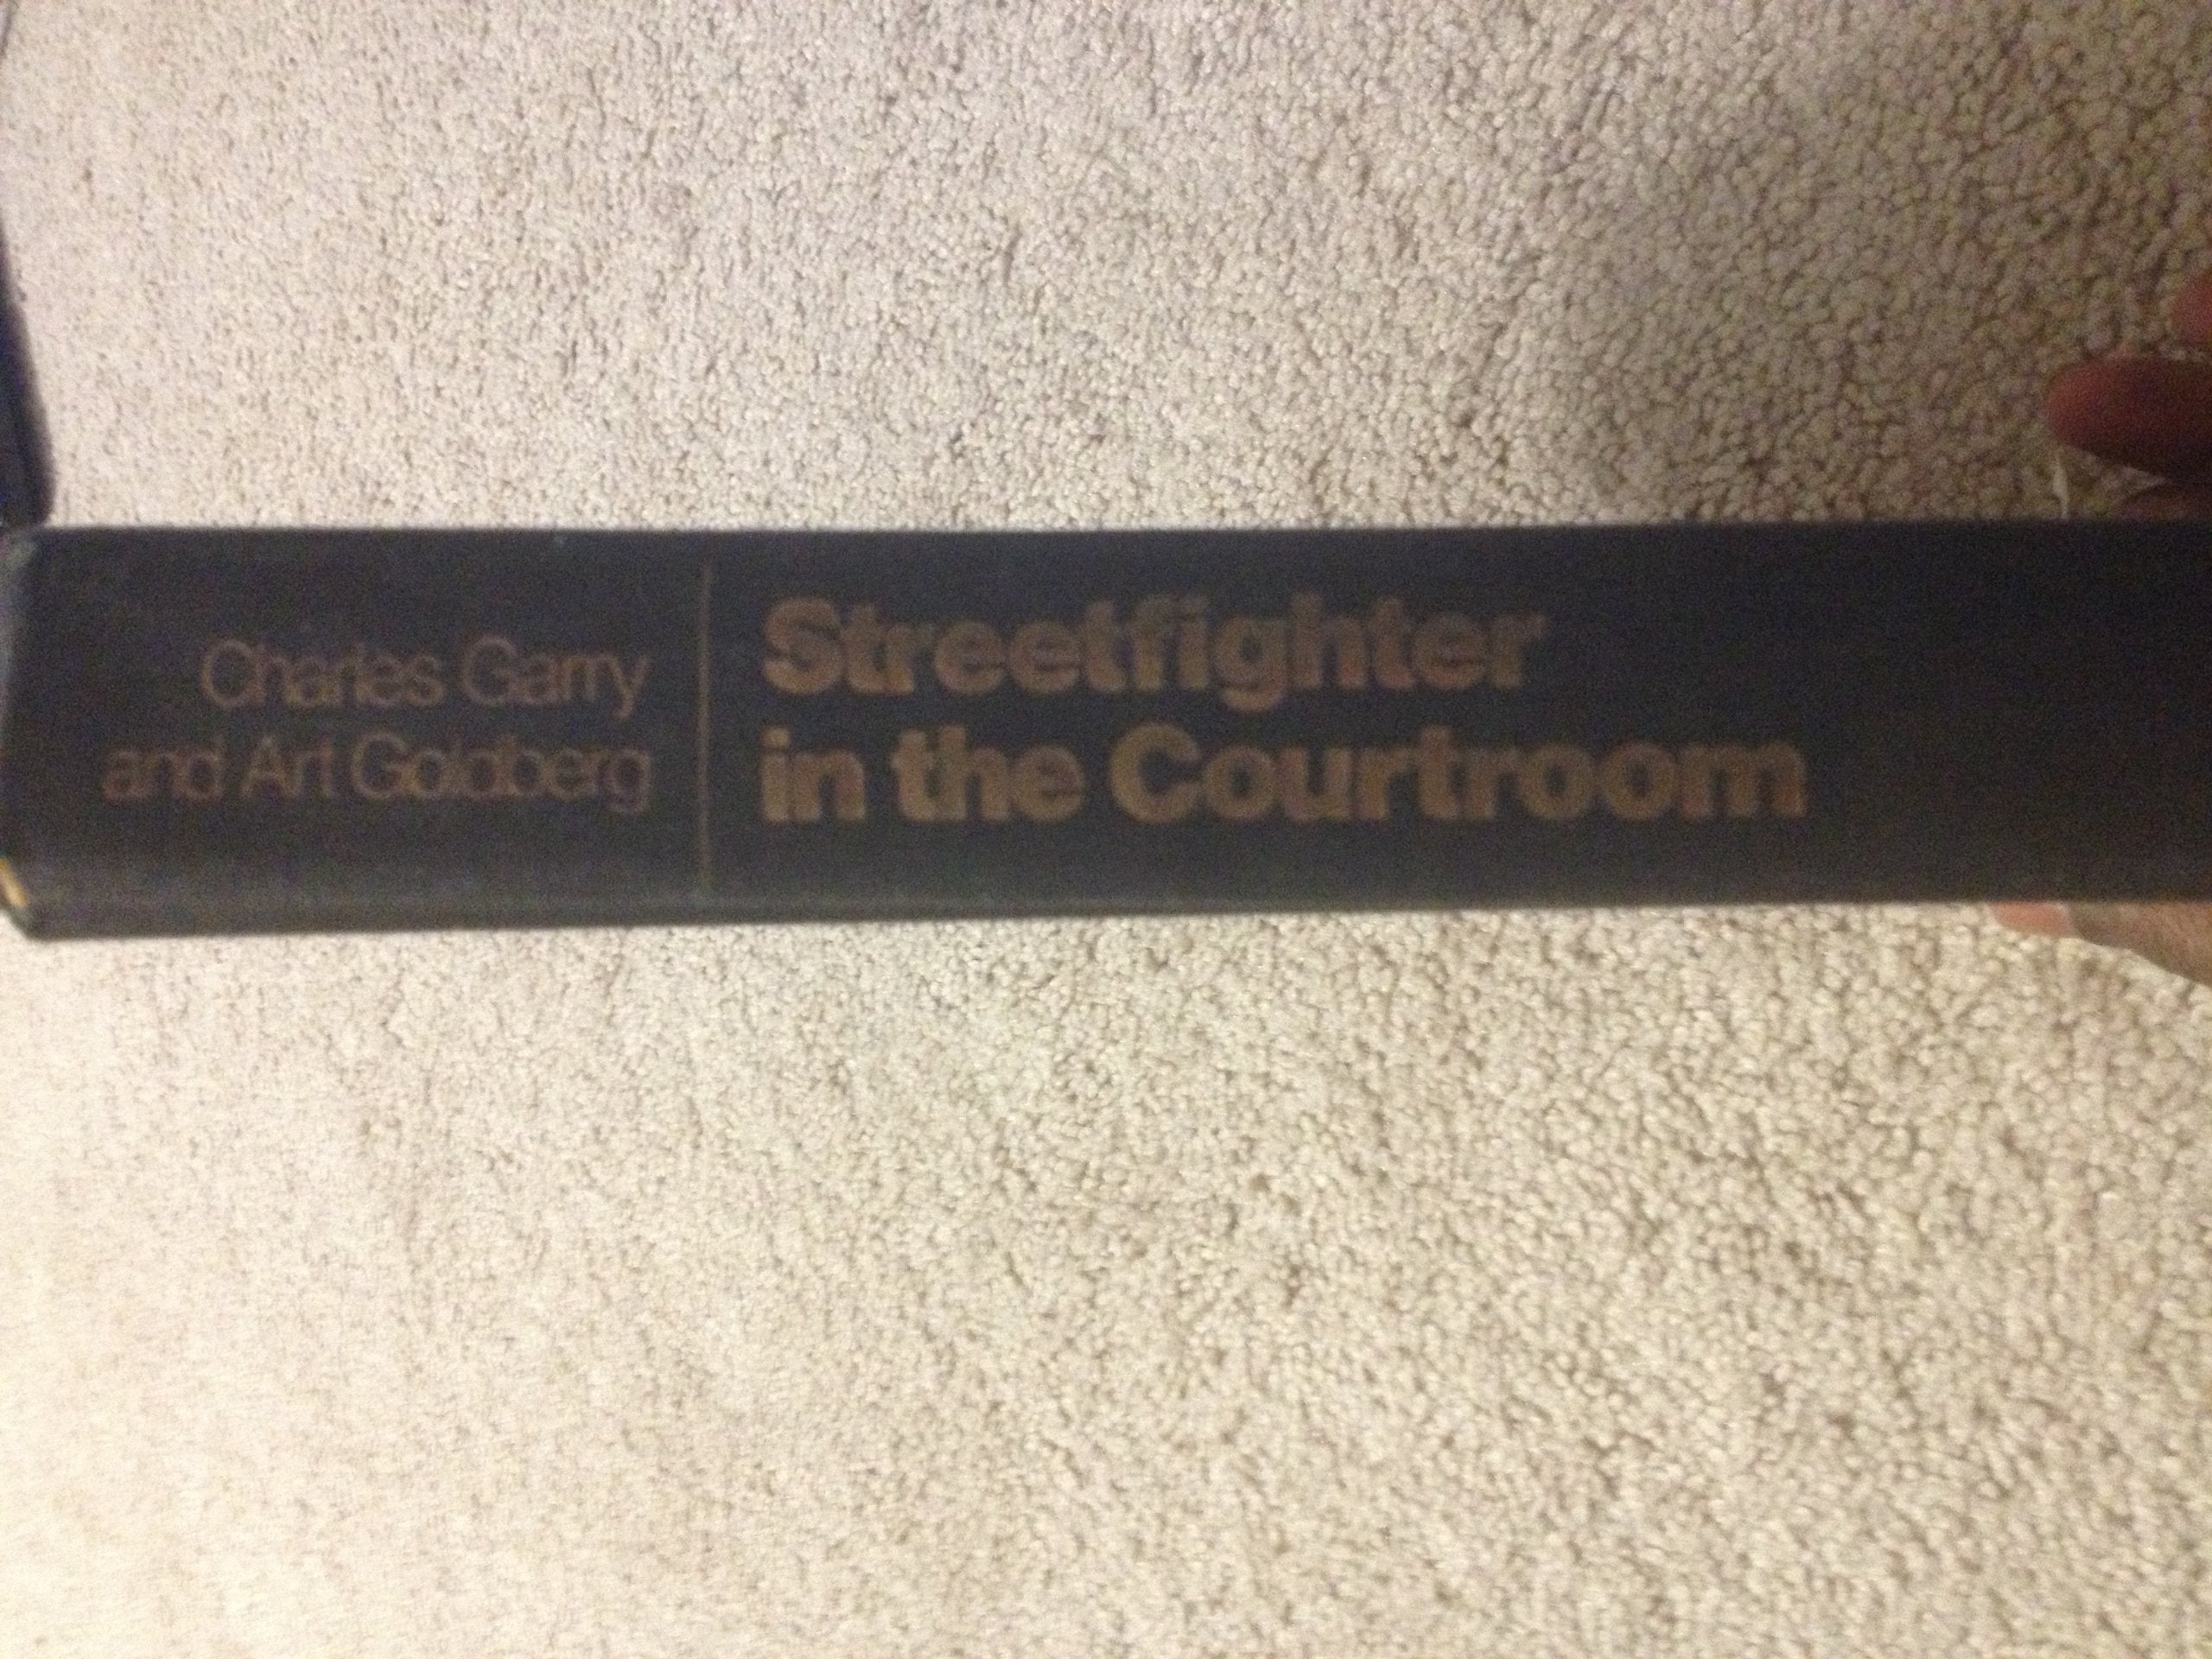 Charles Garry
and Art Goldberg
Streetfighter
in the Courtroom